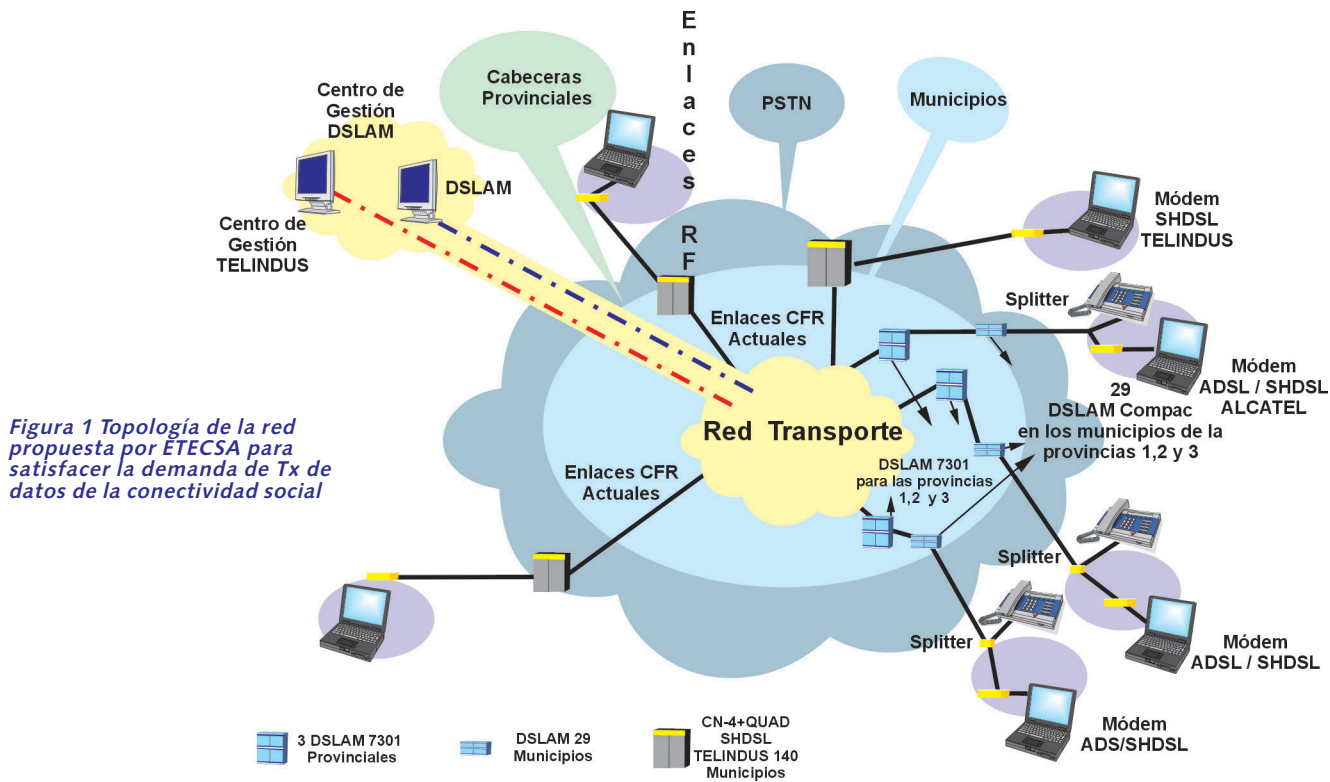 Enlaces RF
Centro de
Gestión
DSLAM
DSLAM
Centro de
Gestión
TELINDUS
Cabeceras
Provinciales
PSTN
Municipios
Módem
SHDSL
TELINDUS
Splitter
Módem
ADSL / SHDSL
ALCATEL
Enlaces CFR
Actuales
29
DSLAM Compac
en los municipios de la
provincias 1,2 y 3
Red Transporte
DSLAM 7301
para las provincias
1,2 y 3
Enlaces CFR
Actuales
Figura 1 Topología de la red
propuesta por ETECSA para
satisfacer la demanda de Tx de
datos de la conectividad social
Splitter
Módem
ADSL / SHDSL
Splitter
Módem
ADS/SHDSL
3 DSLAM 7301
Provinciales
DSLAM 29
Municipios
CN-4+QUAD
SHDSL
TELINDUS 140
Municipios